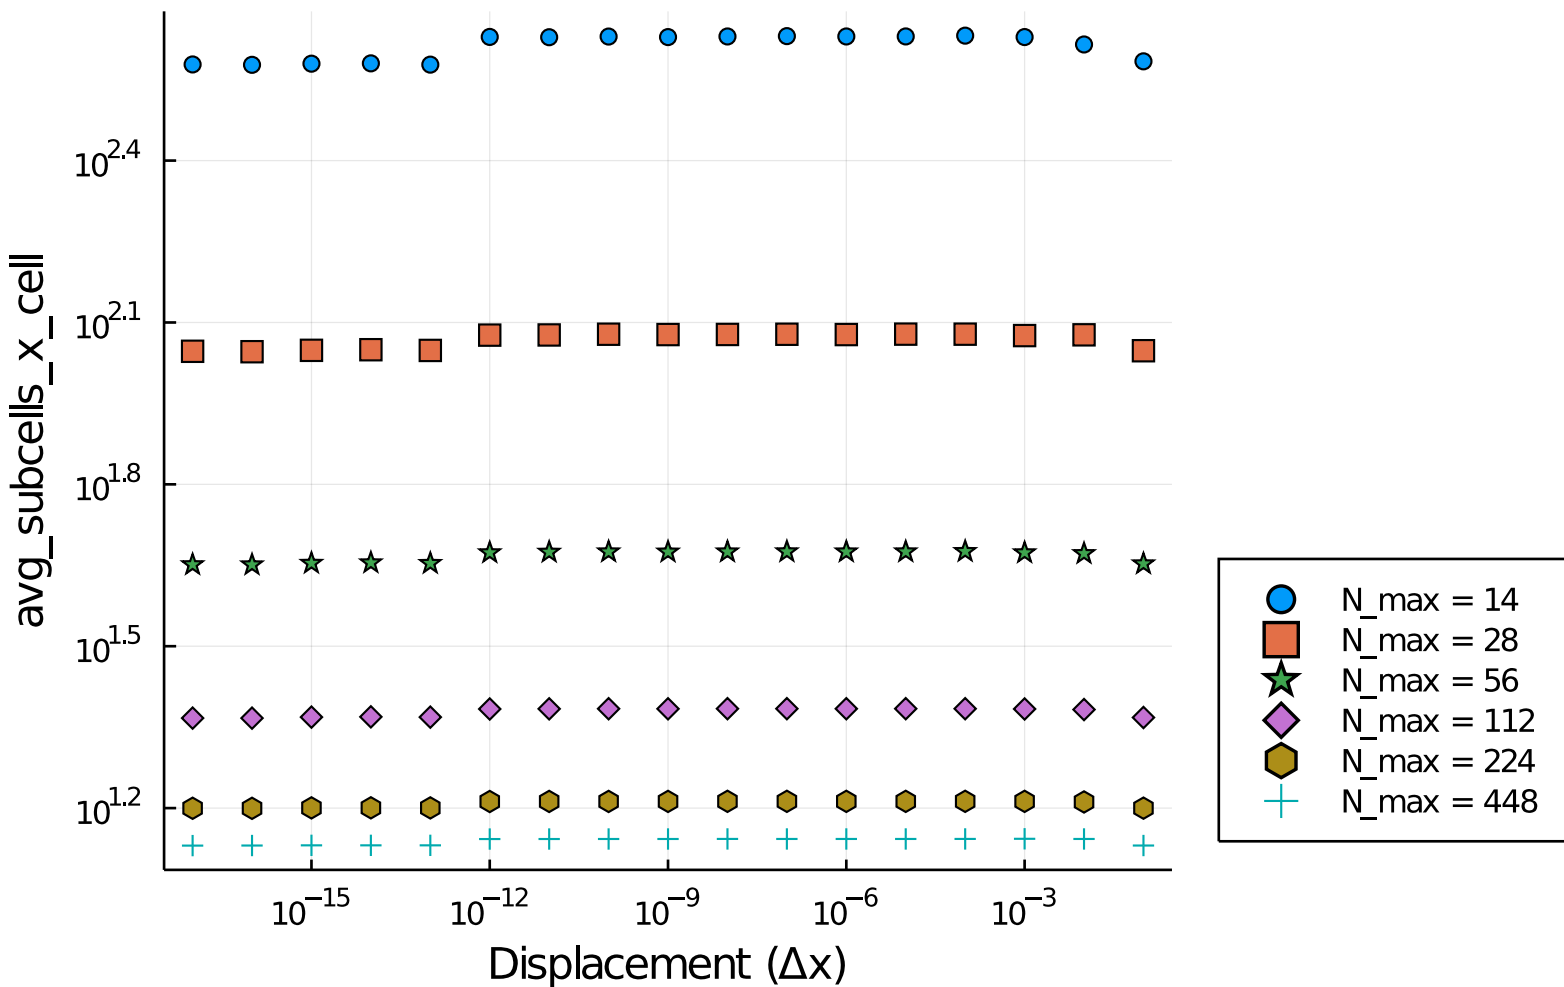 avg_subcells_x_cell
10^2.4
10^2.1
10^1.8
10^1.5
10^1.2
10^−15
10^−12
10^−9
10^−6
10^−3
Displacement (Δx)
N_max = 14
N_max = 28
N_max = 56
N_max = 112
N_max = 224
N_max = 448